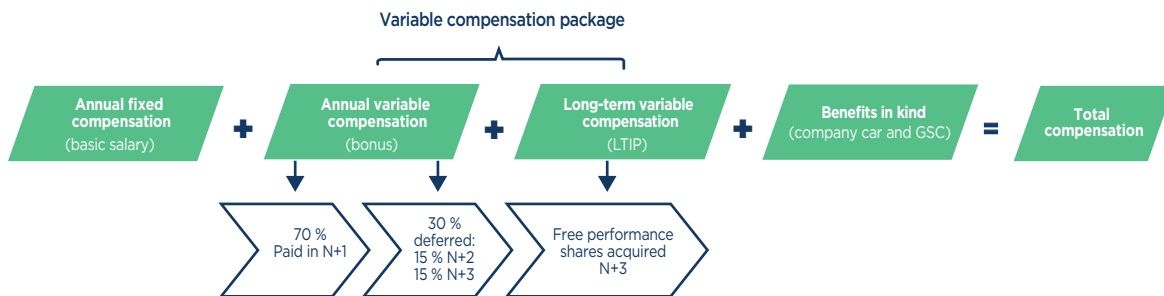 Variable compensation package
Annual fixed
compensation
(basic salary)
+
Annual variable
compensation
(bonus)
+
Long-term variable
compensation
(LTIP)
+
Benefits in kind
(company car and GSC)
=
Total
compensation
70 %
Paid in N+1
30 %
deferred:
15 % N+2
15 % N+3
Free performance
shares acquired
N+3